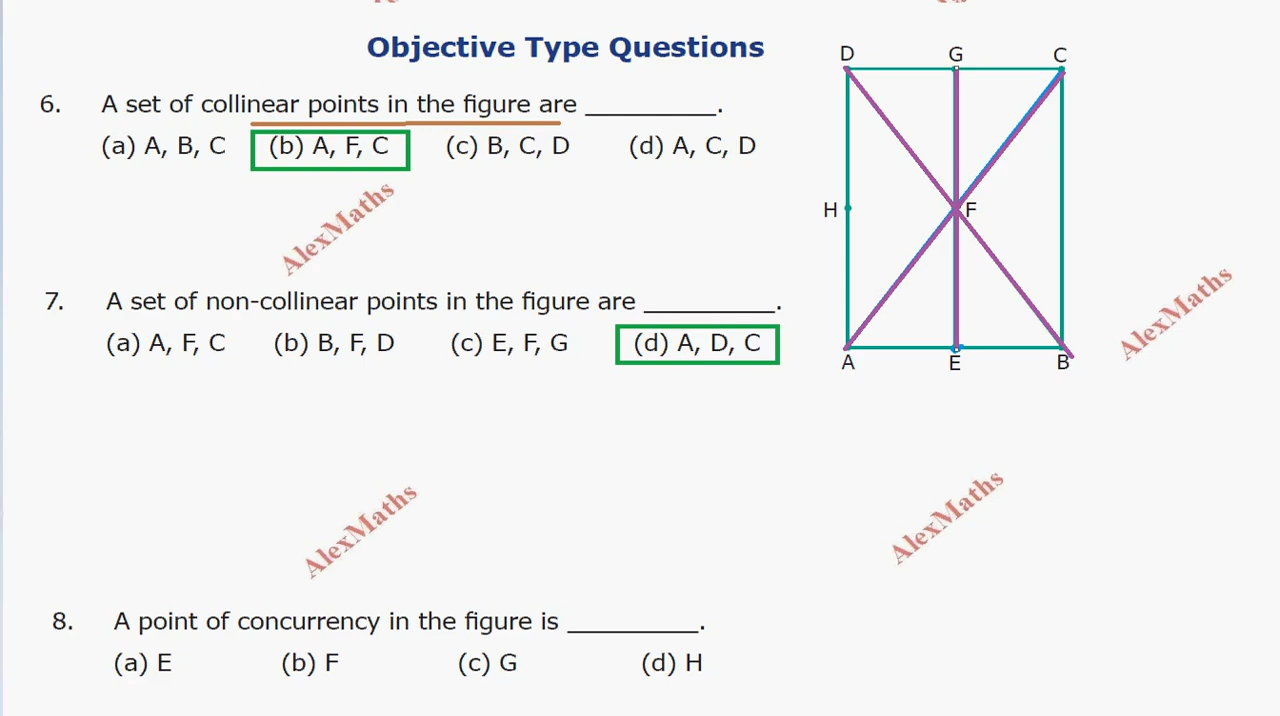 Objective Type Questions
6. A set of collinear points in the figure are __________.
(a) A, B, C (b) A, F, C (c) B, C, D (d) A, C, D
AlexMaths
7. A set of non-collinear points in the figure are __________.
(a) A, F, C (b) B, F, D (c) E, F, G (d) A, D, C
AlexMaths
AlexMaths
8. A point of concurrency in the figure is __________.
(a) E (b) F (c) G (d) H
D G C
H F
A E B
AlexMaths